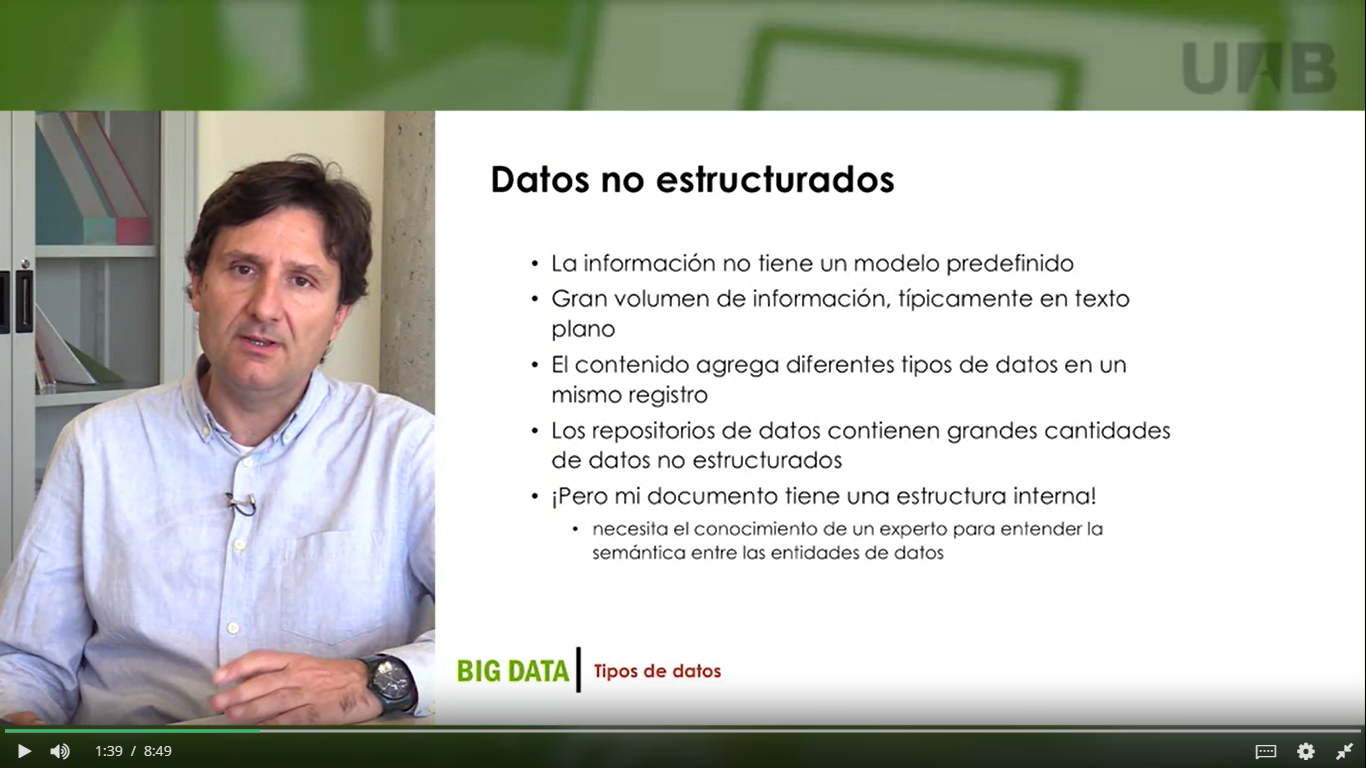 UAB
Datos no estructurados
• La información no tiene un modelo predefinido
• Gran volumen de información, típicamente en texto
plano
• El contenido agrega diferentes tipos de datos en un
mismo registro
• Los repositorios de datos contienen grandes cantidades
de datos no estructurados
• ¡Pero mi documento tiene una estructura interna!
• necesita el conocimiento de un experto para entender la
semántica entre las entidades de datos
BIG DATA | Tipos de datos
1:39 / 8:49